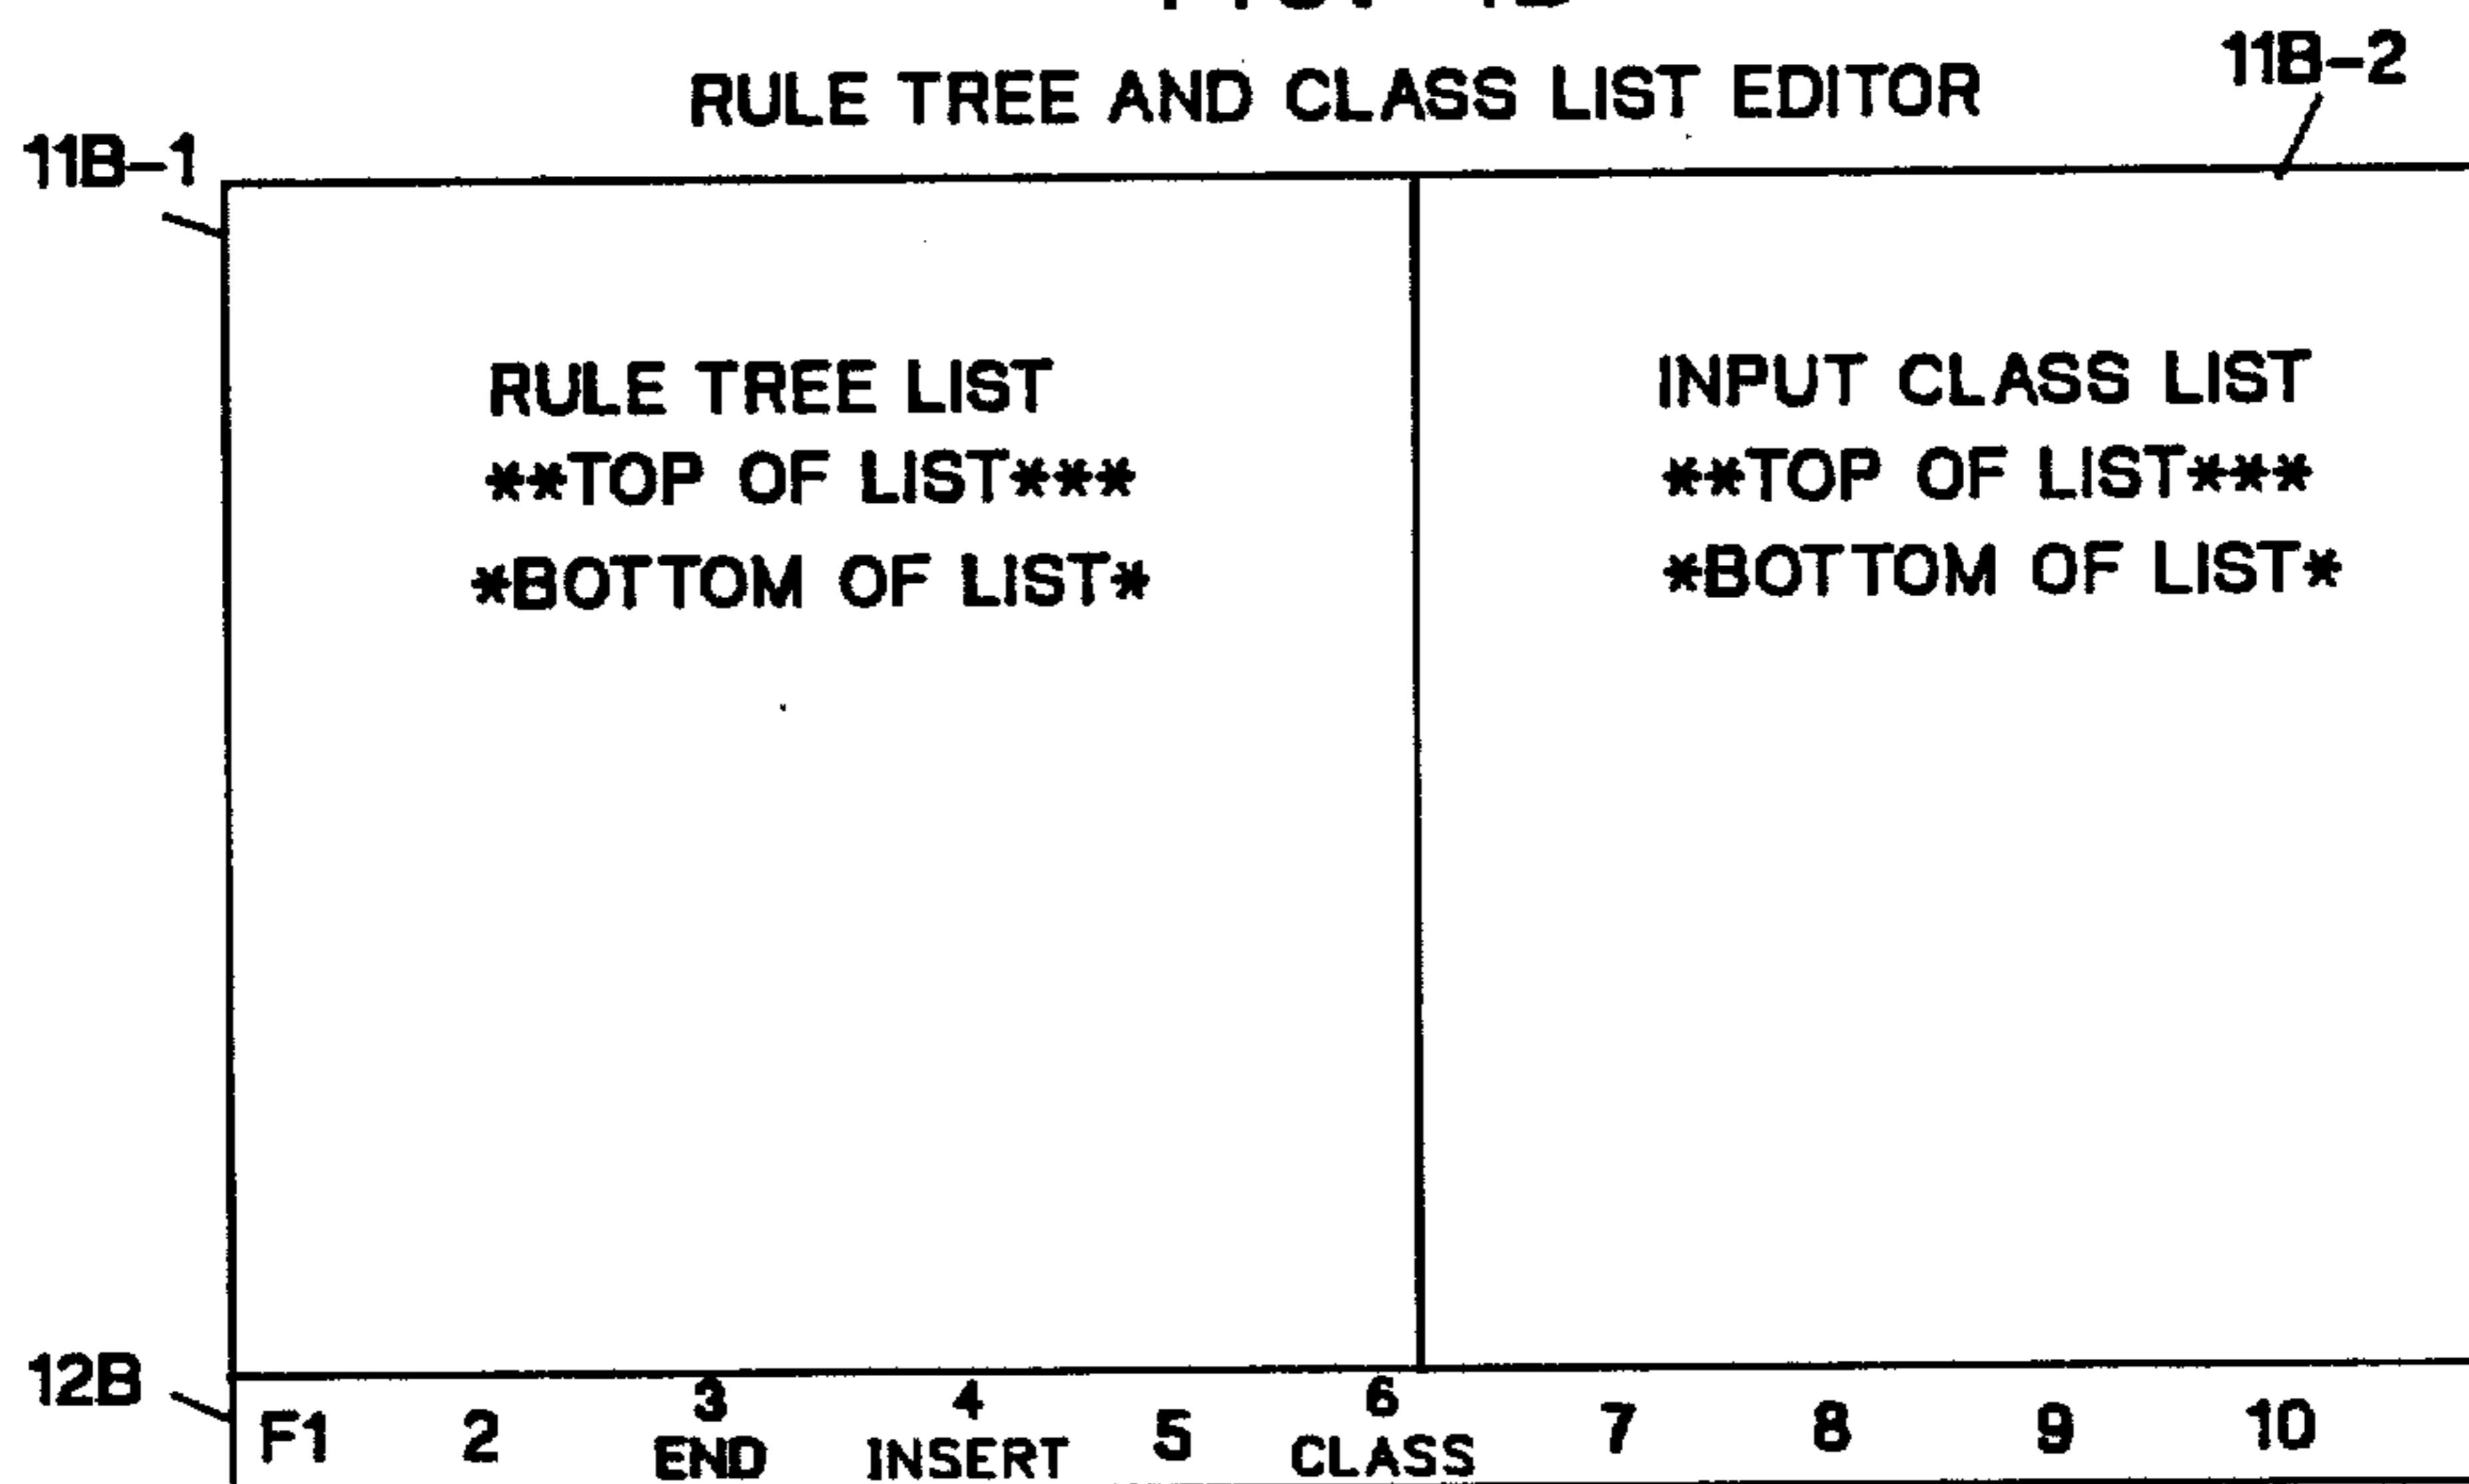 RULE TREE AND CLASS LIST EDITOR
11B-2
11B-1
RULE TREE LIST
**TOP OF LIST***
*BOTTOM OF LIST*
INPUT CLASS LIST
**TOP OF LIST***
*BOTTOM OF LIST*
12B
F1 2 3 4 5 6 7 8 9 10
END INSERT CLASS